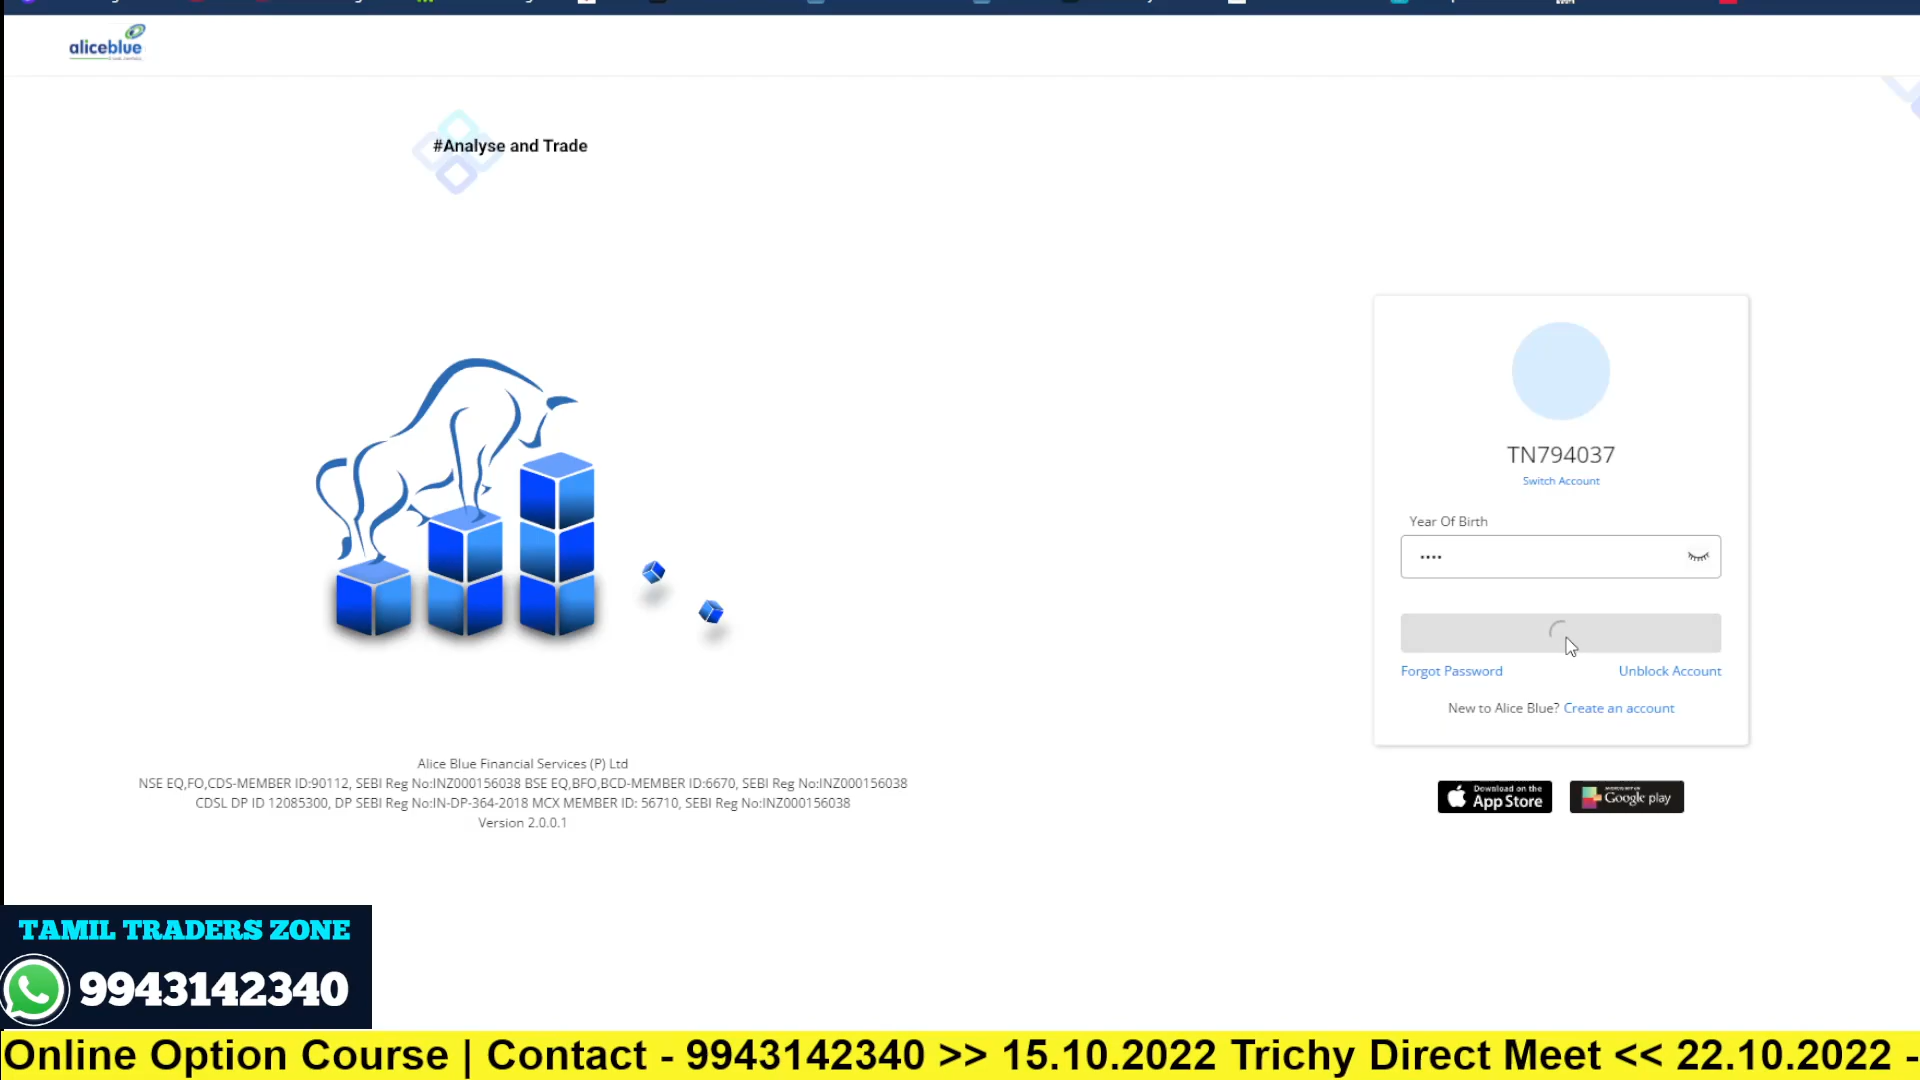 aliceblue
#Analyse and Trade
TN794037
Switch Account
Year Of Birth
••••
Forgot Password
Unblock Account
New to Alice Blue? Create an account
Download on the
App Store
Google play
Alice Blue Financial Services (P) Ltd
NSE EQ,FO,CDS-MEMBER ID:90112, SEBI Reg No:INZ000156038 BSE EQ,BFO,BCD-MEMBER ID:6670, SEBI Reg No:INZ000156038
CDSL DP ID 12085300, DP SEBI Reg No:IN-DP-364-2018 MCX MEMBER ID: 56710, SEBI Reg No:INZ000156038
Version 2.0.0.1
TAMIL TRADERS ZONE
9943142340
Online Option Course | Contact - 9943142340 >> 15.10.2022 Trichy Direct Meet << 22.10.2022 -